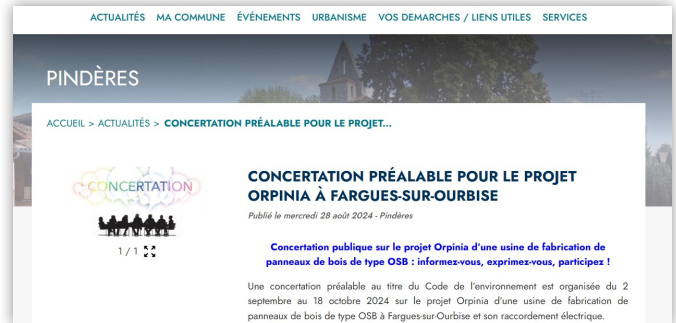 ACTUALITÉS MA COMMUNE ÉVÉNEMENTS URBANISME VOS DEMARCHES / LIENS UTILES SERVICES
PINDÈRES
ACCUEIL > ACTUALITÉS > CONCERTATION PRÉALABLE POUR LE PROJET...
CONCERTATION
1 / 1
CONCERTATION PRÉALABLE POUR LE PROJET
ORPINIA À FARGUES-SUR-OURBISE
Publié le mercredi 28 août 2024 - Pindères
Concertation publique sur le projet Orpinia d'une usine de fabrication de
panneaux de bois de type OSB : informez-vous, exprimez-vous, participez !
Une concertation préalable au titre du Code de l'environnement est organisée du 2
septembre au 18 octobre 2024 sur le projet Orpinia d'une usine de fabrication de
panneaux de bois de type OSB à Fargues-sur-Ourbise et son raccordement électrique.